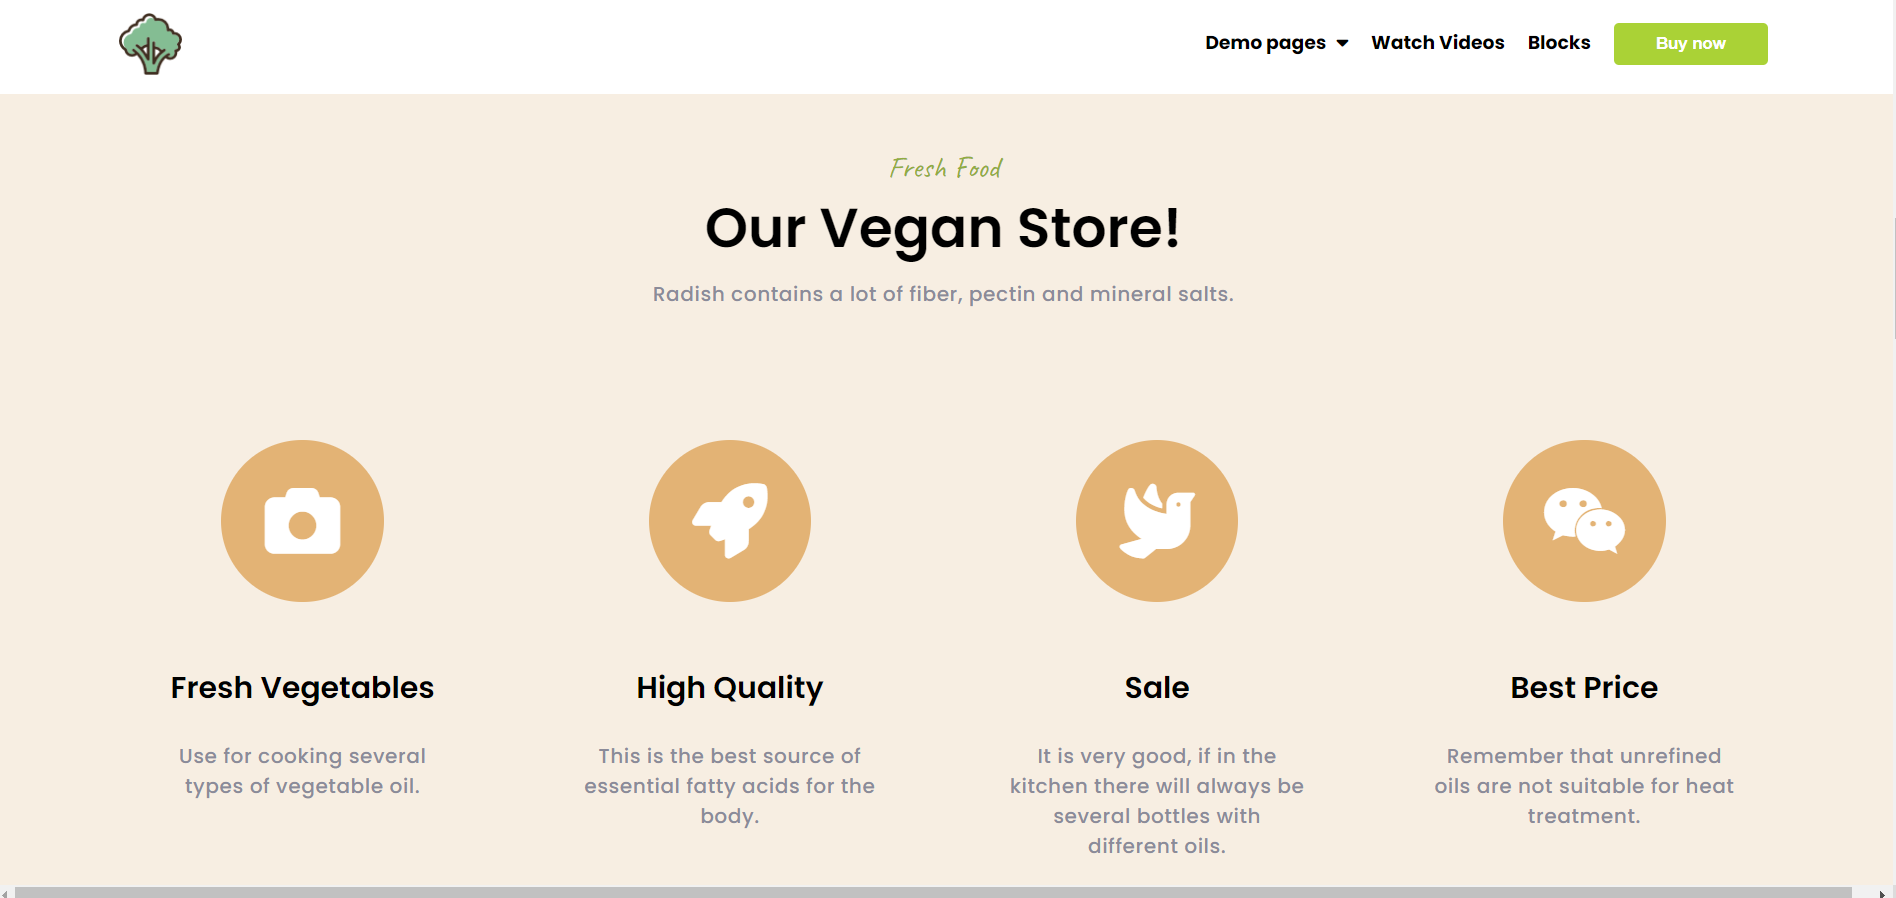 Demo pages
Watch Videos
Blocks
Buy now
Fresh Food
Our Vegan Store!
Radish contains a lot of fiber, pectin and mineral salts.
Fresh Vegetables
Use for cooking several
types of vegetable oil.
High Quality
This is the best source of
essential fatty acids for the
body.
Sale
It is very good, if in the
kitchen there will always be
several bottles with
different oils.
Best Price
Remember that unrefined
oils are not suitable for heat
treatment.